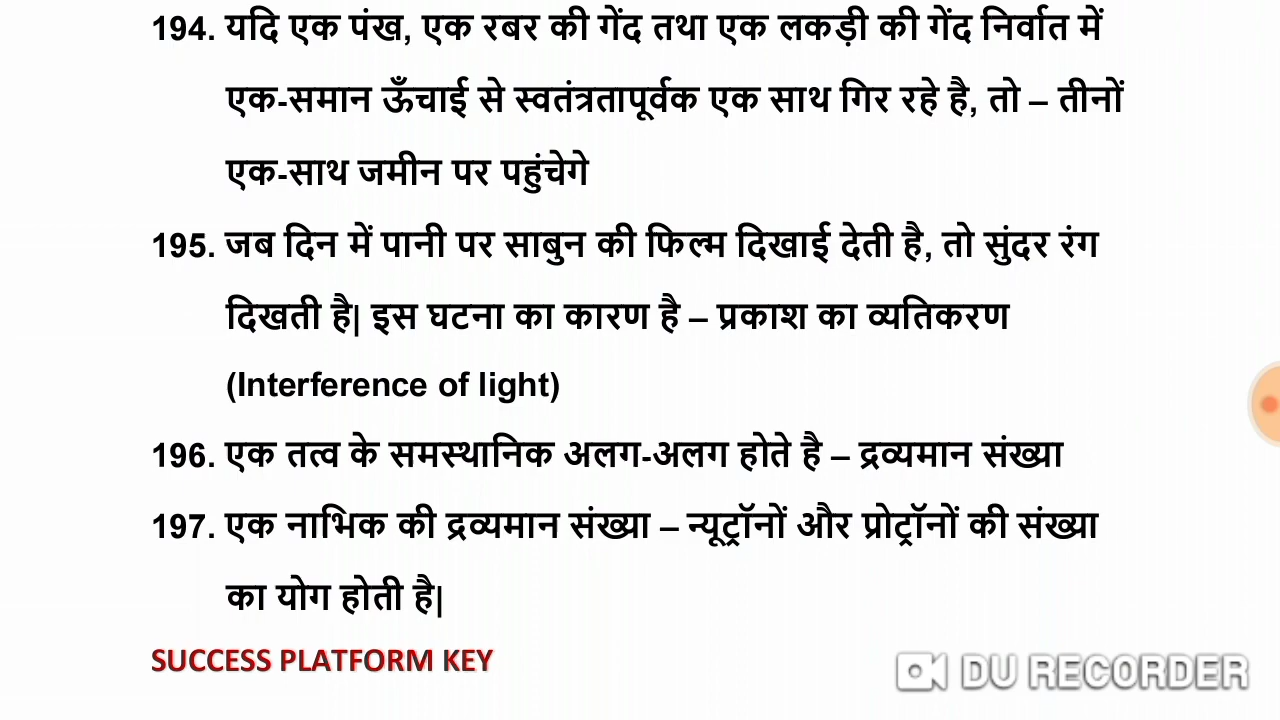 194. यदि एक पंख, एक रबर की गेंद तथा एक लकड़ी की गेंद निर्वात में
एक-समान ऊँचाई से स्वतंत्रतापूर्वक एक साथ गिर रहे है, तो – तीनों
एक-साथ जमीन पर पहुंचेगे
195. जब दिन में पानी पर साबुन की फिल्म दिखाई देती है, तो सुंदर रंग
दिखती है| इस घटना का कारण है – प्रकाश का व्यतिकरण
(Interference of light)
196. एक तत्व के समस्थानिक अलग-अलग होते है – द्रव्यमान संख्या
197. एक नाभिक की द्रव्यमान संख्या – न्यूट्रॉनों और प्रोट्रॉनों की संख्या
का योग होती है|
SUCCESS PLATFORM KEY
DU RECORDER